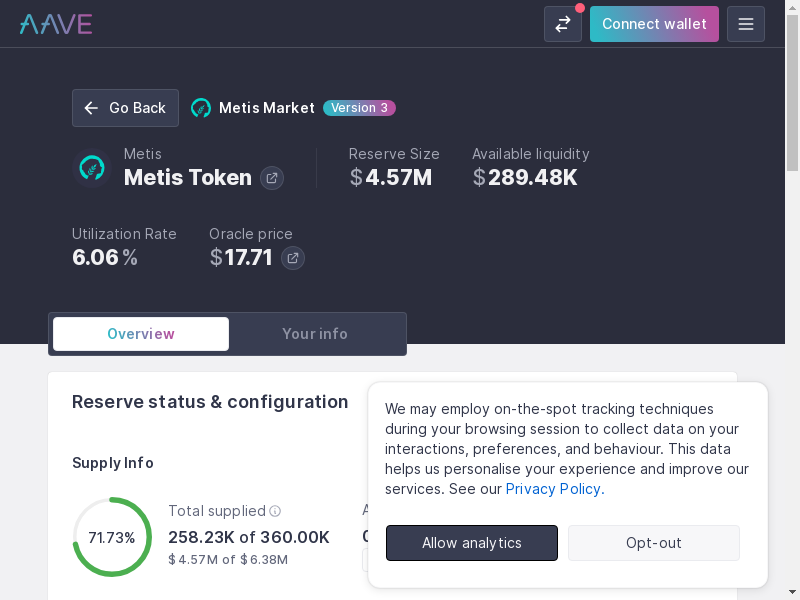 AAVE
Connect wallet
Go Back
Metis Market
Version 3
Metis
Metis Token
Reserve Size
$4.57M
Available liquidity
$289.48K
Utilization Rate
6.06%
Oracle price
$17.71
Overview
Your info
Reserve status & configuration
Supply Info
71.73%
Total supplied
258.23K of 360.00K
$4.57M of $6.38M
We may employ on-the-spot tracking techniques
during your browsing session to collect data on your
interactions, preferences, and behaviour. This data
helps us personalise your experience and improve our
services. See our Privacy Policy.
Allow analytics
Opt-out